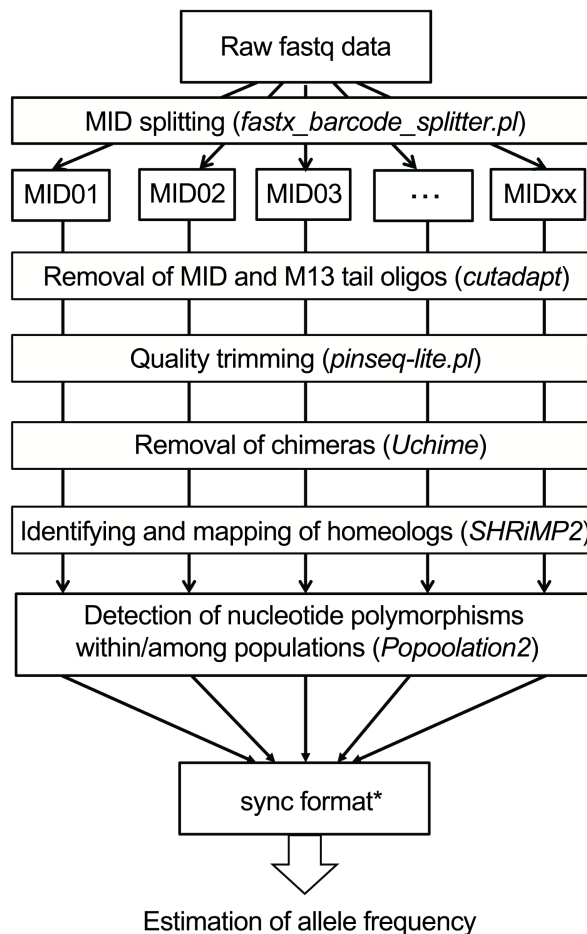 Raw fastq data
MID splitting (fastx_barcode_splitter.pl)
MID01 MID02 MID03 ··· MIDxx
Removal of MID and M13 tail oligos (cutadapt)
Quality trimming (pinseq-lite.pl)
Removal of chimeras (Uchime)
Identifying and mapping of homeologs (SHRiMP2)
Detection of nucleotide polymorphisms
within/among populations (Popoolation2)
sync format*
Estimation of allele frequency